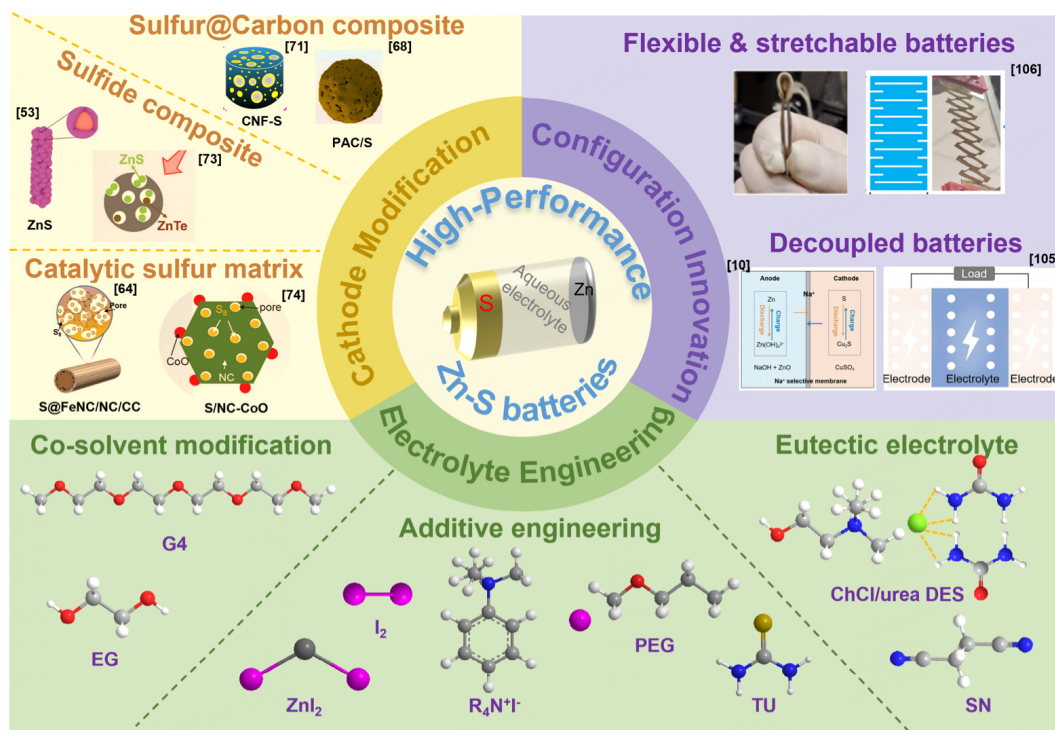 Sulfur@Carbon composite
[71]
[68]
CNF-S
PAC/S
Sulfide composite
[53]
ZnS
[73]
ZnS
ZnTe
Catalytic sulfur matrix
[64]
Pore
S₈
S@FeNC/NC/CC
[74]
S₈
pore
CoO
NC
S/NC-CoO
Flexible & stretchable batteries
[106]
Decoupled batteries
[10]
Anode
Cathode
Na⁺
Zn
S
Discharge
Charge
Discharge
Charge
Zn(OH)₄²⁻
Cu₂S
NaOH + ZnO
CuSO₄
Na⁺ selective membrane
[105]
Load
Electrode
Electrolyte
Electrode
Cathode Modification
Configuration Innovation
Electrolyte Engineering
High-Performance
S
Aqueous
electrolyte
Zn
Zn-S batteries
Co-solvent modification
G4
EG
Additive engineering
I₂
ZnI₂
R₄N⁺I⁻
PEG
TU
Eutectic electrolyte
ChCl/urea DES
SN